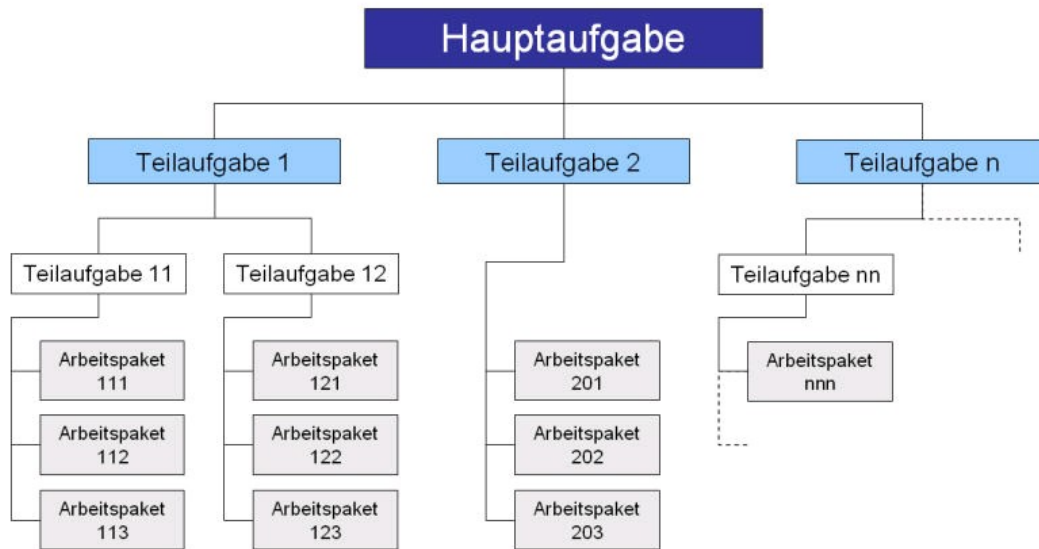 Hauptaufgabe
Teilaufgabe 1
Teilaufgabe 2
Teilaufgabe n
Teilaufgabe 11
Teilaufgabe 12
Teilaufgabe nn
Arbeitspaket
111
Arbeitspaket
121
Arbeitspaket
201
Arbeitspaket
nnn
Arbeitspaket
112
Arbeitspaket
122
Arbeitspaket
202
Arbeitspaket
113
Arbeitspaket
123
Arbeitspaket
203